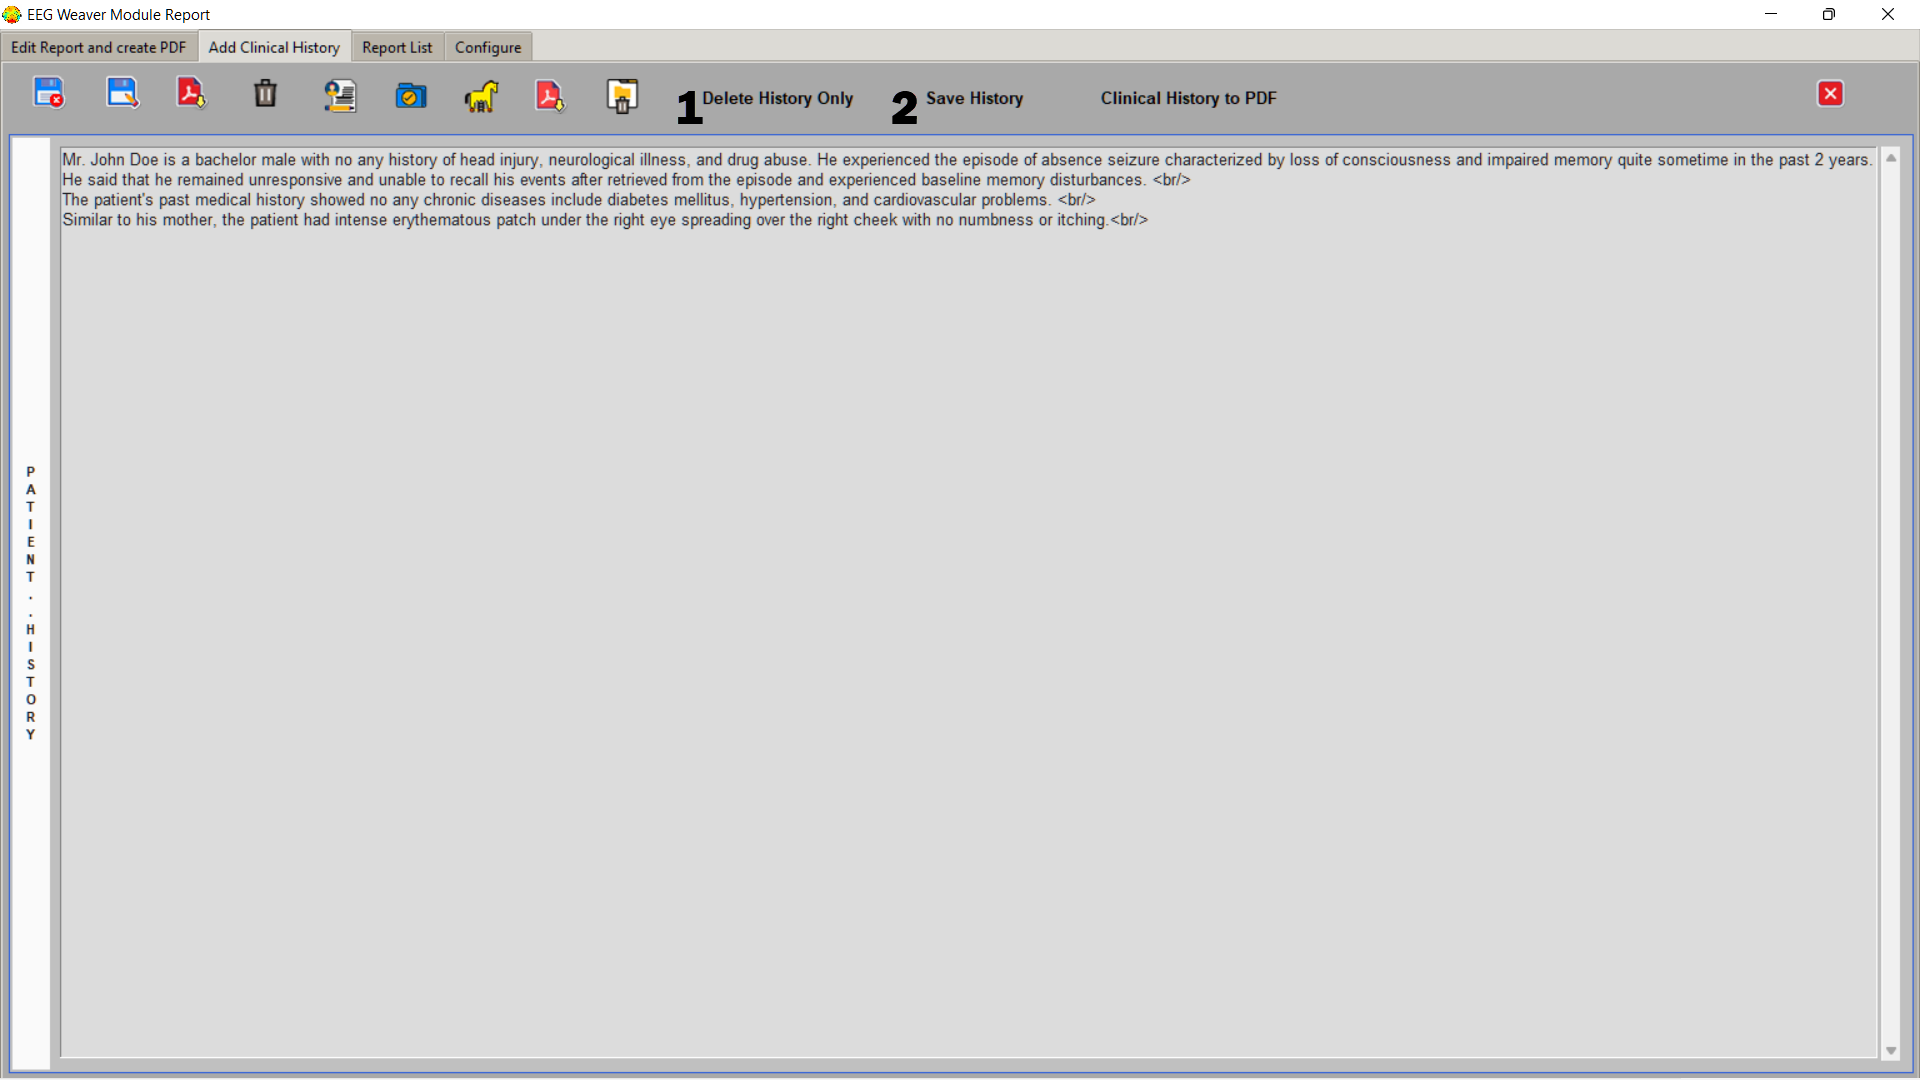 EEG Weaver Module Report
Edit Report and create PDF Add Clinical History Report List Configure
1 Delete History Only 2 Save History Clinical History to PDF
Mr. John Doe is a bachelor male with no any history of head injury, neurological illness, and drug abuse. He experienced the episode of absence seizure characterized by loss of consciousness and impaired memory quite sometime in the past 2 years.
He said that he remained unresponsive and unable to recall his events after retrieved from the episode and experienced baseline memory disturbances. <br/>
The patient's past medical history showed no any chronic diseases include diabetes mellitus, hypertension, and cardiovascular problems. <br/>
Similar to his mother, the patient had intense erythematous patch under the right eye spreading over the right cheek with no numbness or itching.<br/>
P
A
T
I
E
N
T
.
.
H
I
S
T
O
R
Y